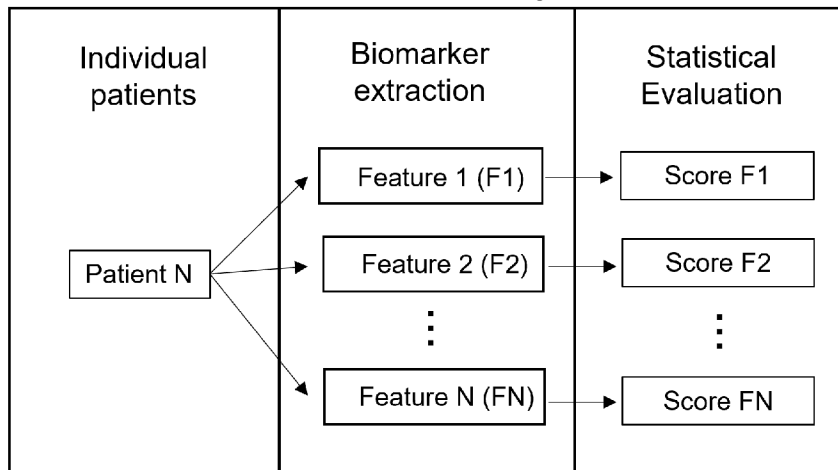 Individual
patients
Biomarker
extraction
Statistical
Evaluation
Patient N
Feature 1 (F1)
Score F1
Feature 2 (F2)
Score F2
Feature N (FN)
Score FN